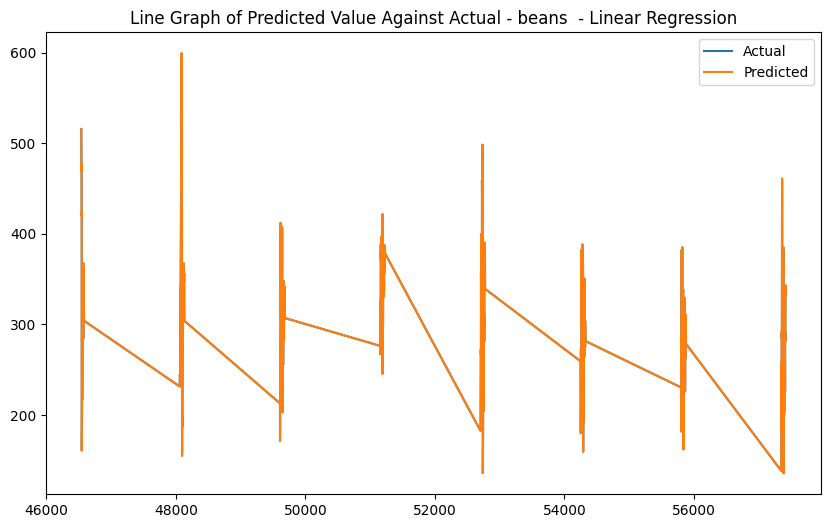 Line Graph of Predicted Value Against Actual - beans  - Linear Regression
Actual
Predicted
600
500
400
300
200
46000 48000 50000 52000 54000 56000